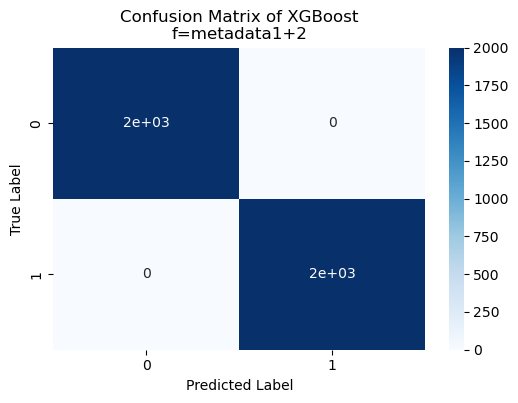 Confusion Matrix of XGBoost
f=metadata1+2
True Label
0
1
2e+03
0
0
2e+03
0
1
Predicted Label
2000
1750
1500
1250
1000
750
500
250
0